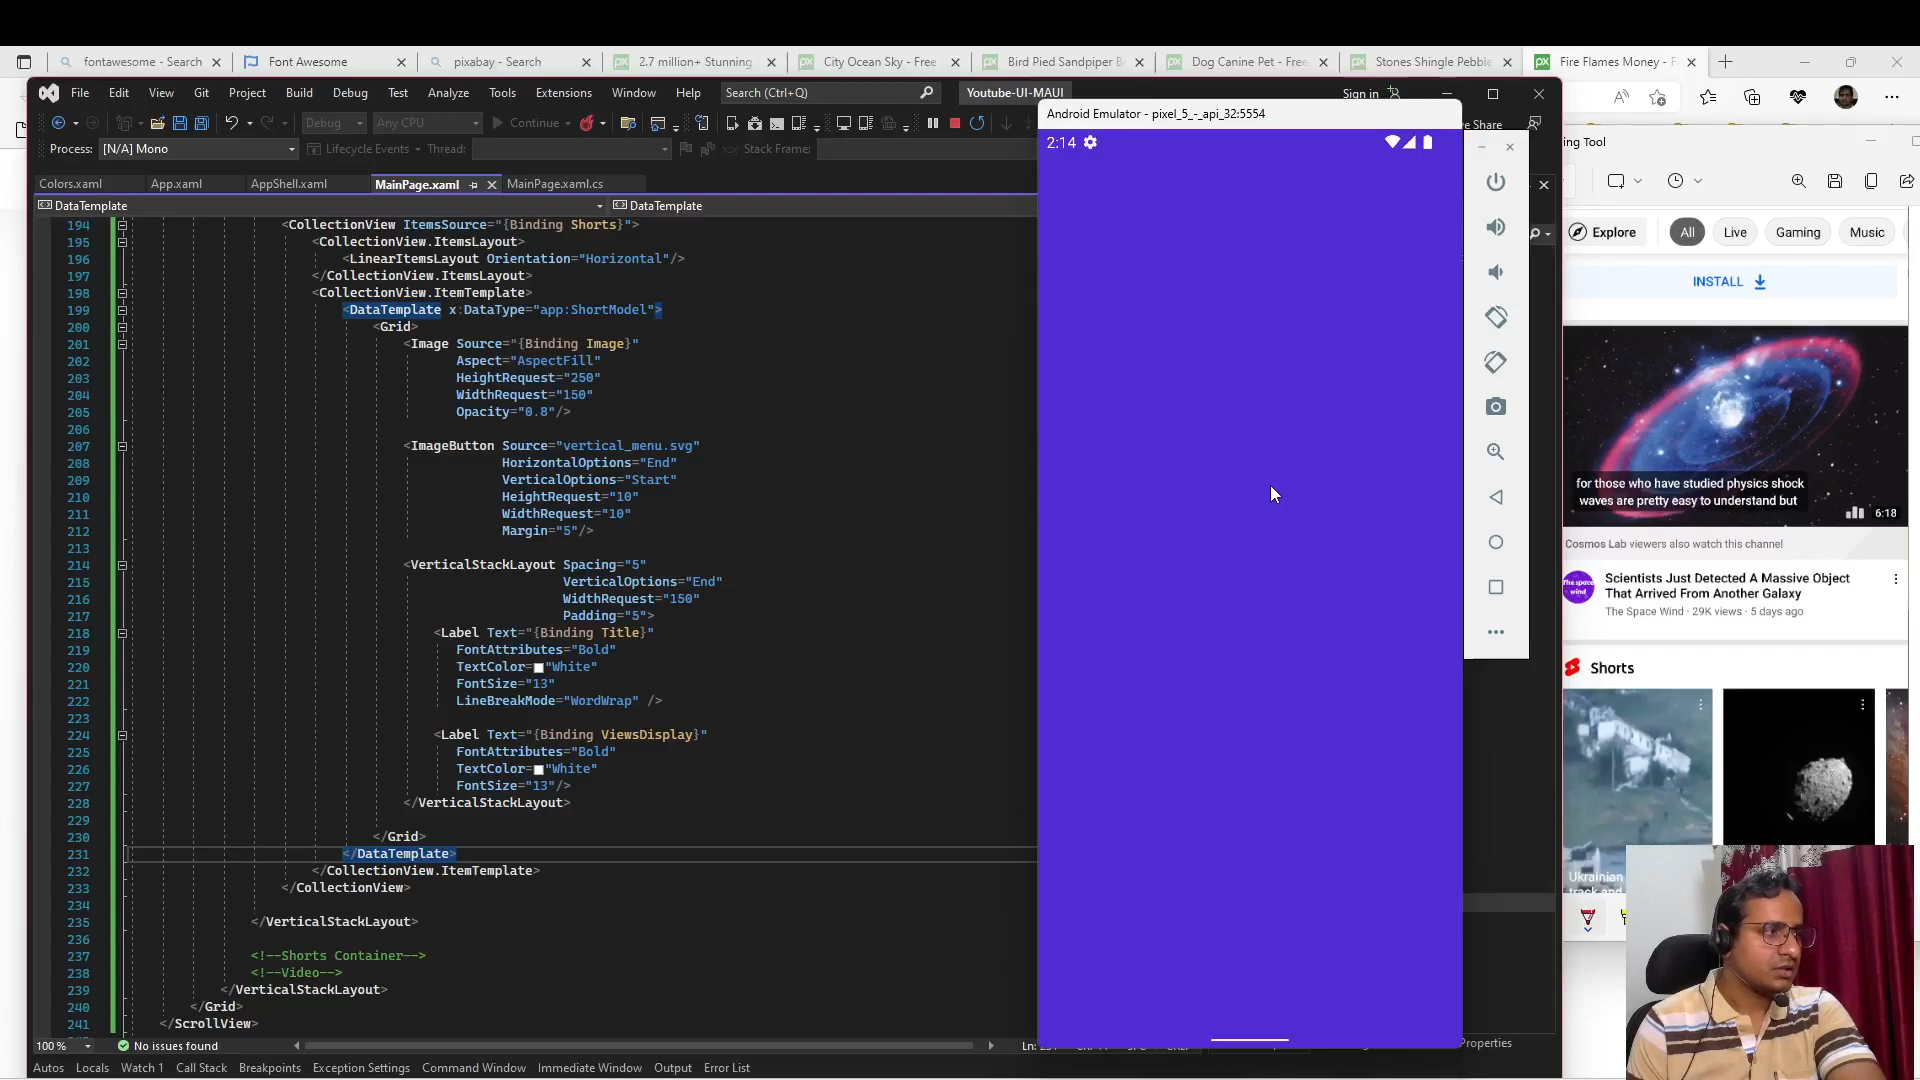 fontawesome - Search
Font Awesome
pixabay - Search
2.7 million+ Stunning
City Ocean Sky - Free
Bird Pied Sandpiper B
Dog Canine Pet - Free
Stones Shingle Pebble
Fire Flames Money - F
File Edit View Git Project Build Debug Test Analyze Tools Extensions Window Help
Search (Ctrl+Q)
Youtube-UI-MAUI
Sign in
Debug
Any CPU
Continue
Share
Process: [N/A] Mono
Lifecycle Events
Thread:
Stack Frame:
Colors.xaml
App.xaml
AppShell.xaml
MainPage.xaml
MainPage.xaml.cs
DataTemplate
DataTemplate
194 <CollectionView ItemsSource="{Binding Shorts}">
195 <CollectionView.ItemsLayout>
196 <LinearItemsLayout Orientation="Horizontal"/>
197 </CollectionView.ItemsLayout>
198 <CollectionView.ItemTemplate>
199 <DataTemplate x:DataType="app:ShortModel">
200 <Grid>
201 <Image Source="{Binding Image}"
202 Aspect="AspectFill"
203 HeightRequest="250"
204 WidthRequest="150"
205 Opacity="0.8"/>
206
207 <ImageButton Source="vertical_menu.svg"
208 HorizontalOptions="End"
209 VerticalOptions="Start"
210 HeightRequest="10"
211 WidthRequest="10"
212 Margin="5"/>
213
214 <VerticalStackLayout Spacing="5"
215 VerticalOptions="End"
216 WidthRequest="150"
217 Padding="5">
218 <Label Text="{Binding Title}"
219 FontAttributes="Bold"
220 TextColor="White"
221 FontSize="13"
222 LineBreakMode="WordWrap" />
223
224 <Label Text="{Binding ViewsDisplay}"
225 FontAttributes="Bold"
226 TextColor="White"
227 FontSize="13"/>
228 </VerticalStackLayout>
229
230 </Grid>
231 </DataTemplate>
232 </CollectionView.ItemTemplate>
233 </CollectionView>
234
235 </VerticalStackLayout>
236
237 <!--Shorts Container-->
238 <!--Video-->
239 </VerticalStackLayout>
240 </Grid>
241 </ScrollView>
100 %
No issues found
Properties
Autos Locals Watch 1 Call Stack Breakpoints Exception Settings Command Window Immediate Window Output Error List
Android Emulator - pixel_5_-_api_32:5554
2:14
ing Tool
Explore
All
Live
Gaming
Music
INSTALL
for those who have studied physics shock
waves are pretty easy to understand but
6:18
Cosmos Lab viewers also watch this channel
The space
wind
Scientists Just Detected A Massive Object
That Arrived From Another Galaxy
The Space Wind · 29K views · 5 days ago
Shorts
Ukrainian
track and